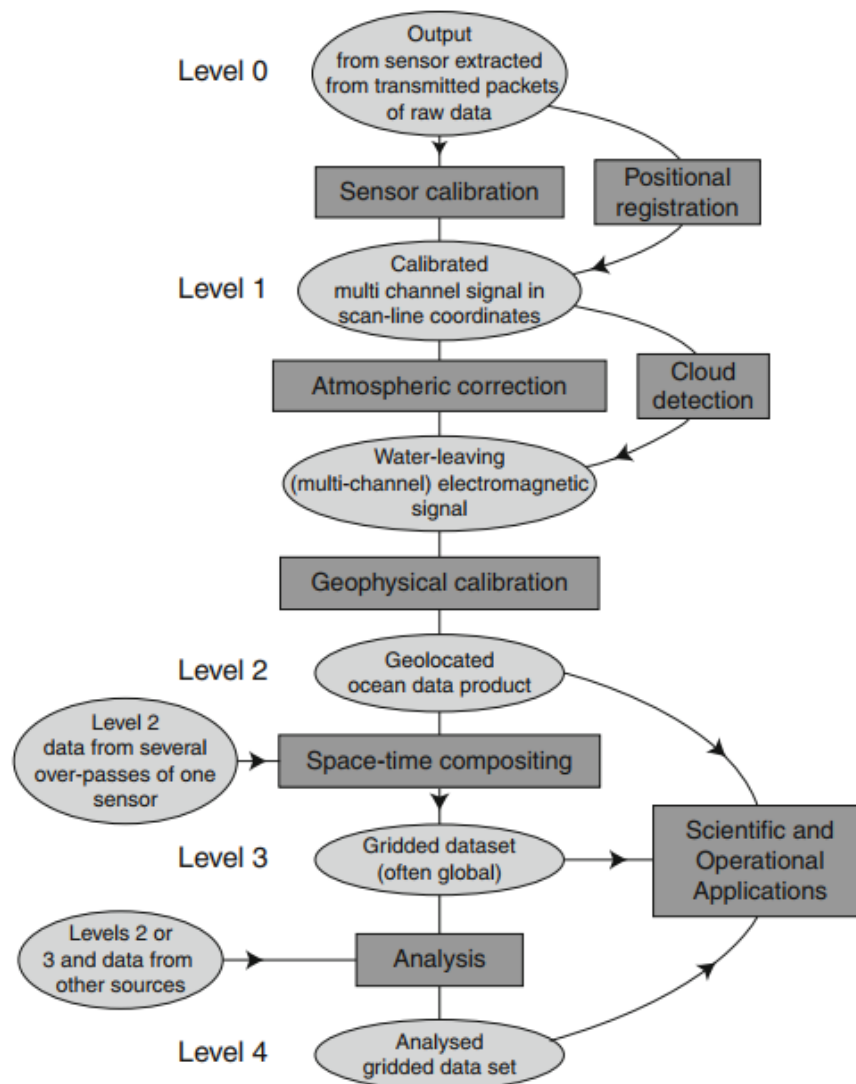 Level 0
Output
from sensor extracted
from transmitted packets
of raw data
Sensor calibration
Positional
registration
Level 1
Calibrated
multi channel signal in
scan-line coordinates
Atmospheric correction
Cloud
detection
Water-leaving
(multi-channel) electromagnetic
signal
Geophysical calibration
Level 2
Geolocated
ocean data product
Level 2
data from several
over-passes of one
sensor
Space-time compositing
Level 3
Gridded dataset
(often global)
Scientific and
Operational
Applications
Levels 2 or
3 and data from
other sources
Analysis
Level 4
Analysed
gridded data set